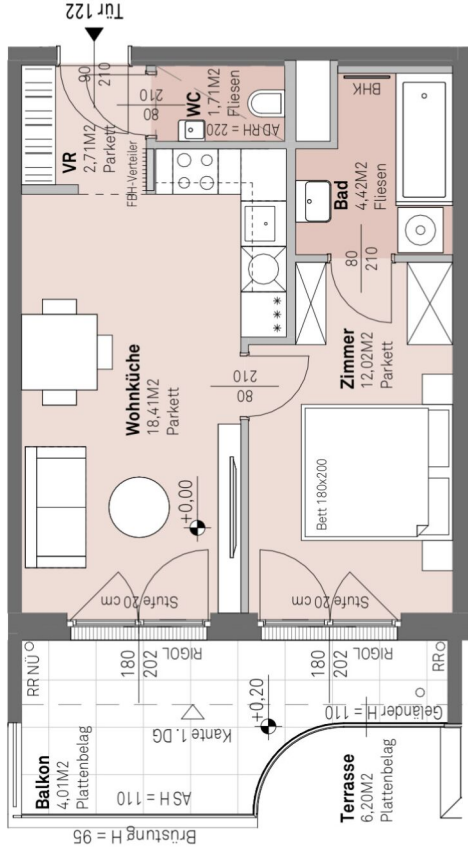 Tür 122
90
210
VR
2,71M2
Parkett
80
210
WC
1,71M2
Fliesen
AD-RH = 220
FBH-Verteiler
BHK
Bad
4,42M2
Fliesen
80
210
Wohnküche
18,41M2
Parkett
80
210
Zimmer
12,02M2
Parkett
Bett 180x200
+0,00
Stufe 20 cm
Stufe 20 cm
RR NÜ
180
202
RIGOL
180
202
RIGOL
RR
Balkon
4,01M2
Plattenbelag
Kante 1. DG
+0,20
Geländer H = 110
ASH = 110
Terrasse
6,20M2
Plattenbelag
Brüstung H = 95